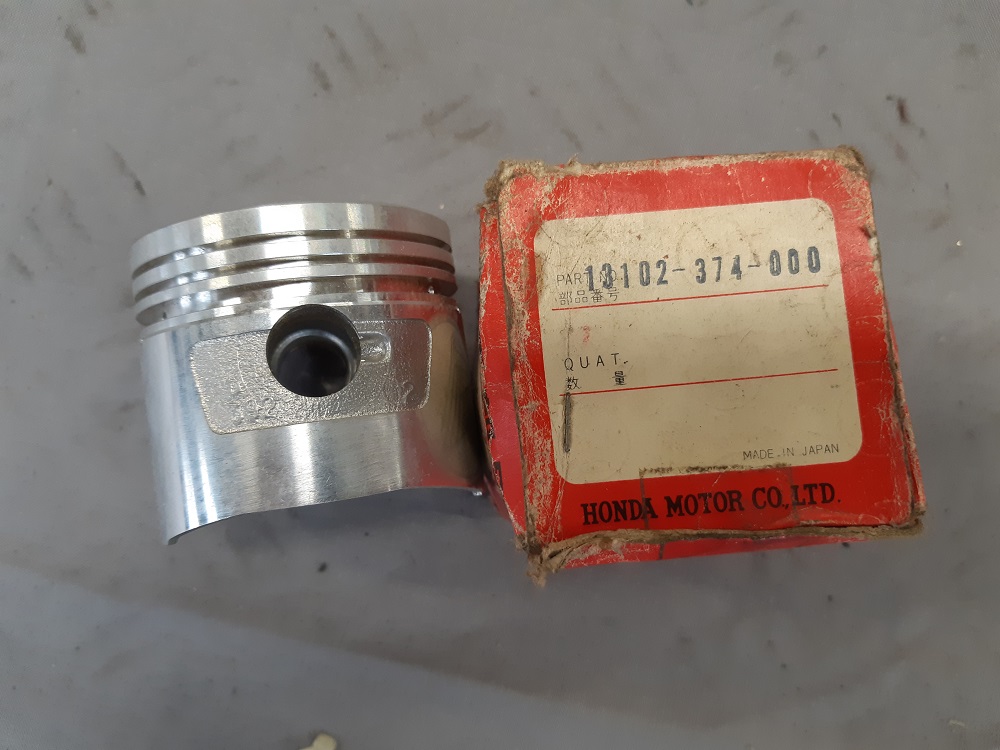 PART 13102-374-000
部品番号
QUAT.
数 量
MADE IN JAPAN
HONDA MOTOR CO.,LTD.